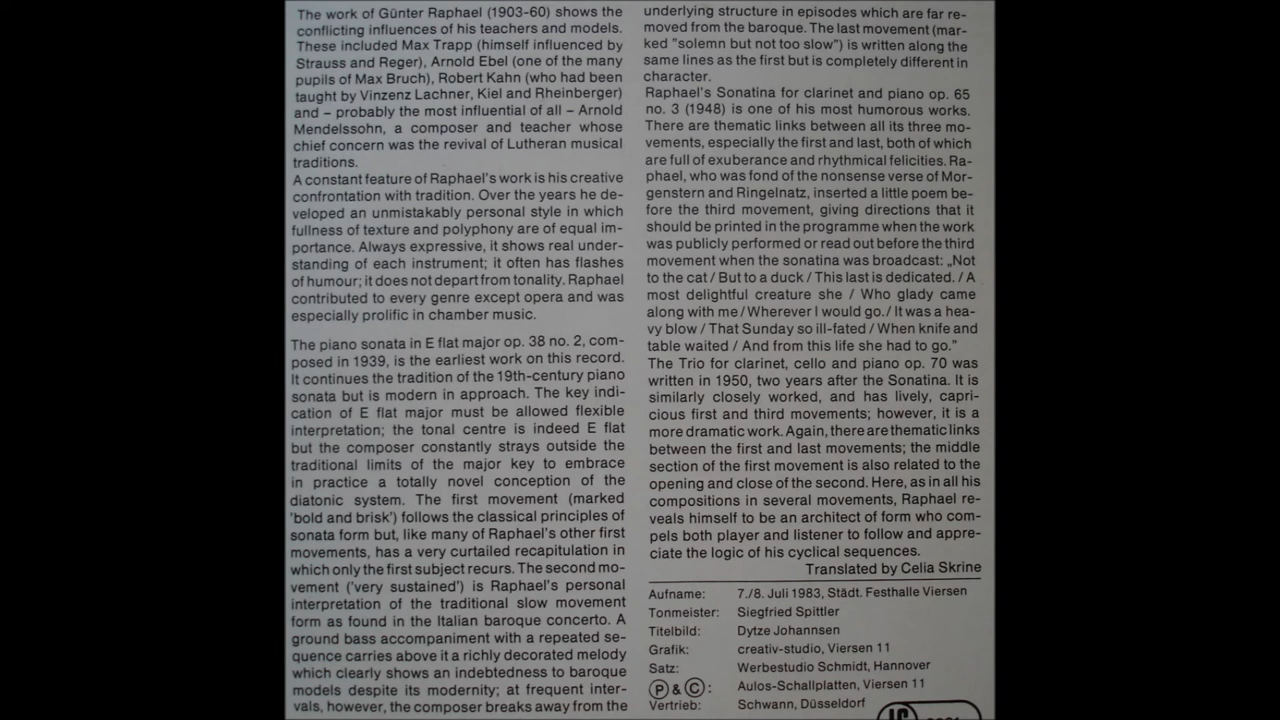 The work of Günter Raphael (1903-60) shows the
conflicting influences of his teachers and models.
These included Max Trapp (himself influenced by
Strauss and Reger), Arnold Ebel (one of the many
pupils of Max Bruch), Robert Kahn (who had been
taught by Vinzenz Lachner, Kiel and Rheinberger)
and – probably the most influential of all – Arnold
Mendelssohn, a composer and teacher whose
chief concern was the revival of Lutheran musical
traditions.
A constant feature of Raphael's work is his creative
confrontation with tradition. Over the years he de-
veloped an unmistakably personal style in which
fullness of texture and polyphony are of equal im-
portance. Always expressive, it shows real under-
standing of each instrument; it often has flashes
of humour; it does not depart from tonality. Raphael
contributed to every genre except opera and was
especially prolific in chamber music.
The piano sonata in E flat major op. 38 no. 2, com-
posed in 1939, is the earliest work on this record.
It continues the tradition of the 19th-century piano
sonata but is modern in approach. The key indi-
cation of E flat major must be allowed flexible
interpretation; the tonal centre is indeed E flat
but the composer constantly strays outside the
traditional limits of the major key to embrace
in practice a totally novel conception of the
diatonic system. The first movement (marked
'bold and brisk') follows the classical principles of
sonata form but, like many of Raphael's other first
movements, has a very curtailed recapitulation in
which only the first subject recurs. The second mo-
vement ('very sustained') is Raphael's personal
interpretation of the traditional slow movement
form as found in the Italian baroque concerto. A
ground bass accompaniment with a repeated se-
quence carries above it a richly decorated melody
which clearly shows an indebtedness to baroque
models despite its modernity; at frequent inter-
vals, however, the composer breaks away from the
underlying structure in episodes which are far re-
moved from the baroque. The last movement (mar-
ked "solemn but not too slow") is written along the
same lines as the first but is completely different in
character.
Raphael's Sonatina for clarinet and piano op. 65
no. 3 (1948) is one of his most humorous works.
There are thematic links between all its three mo-
vements, especially the first and last, both of which
are full of exuberance and rhythmical felicities. Ra-
phael, who was fond of the nonsense verse of Mor-
genstern and Ringelnatz, inserted a little poem be-
fore the third movement, giving directions that it
should be printed in the programme when the work
was publicly performed or read out before the third
movement when the sonatina was broadcast: „Not
to the cat / But to a duck / This last is dedicated. / A
most delightful creature she / Who glady came
along with me / Wherever I would go. / It was a hea-
vy blow / That Sunday so ill-fated / When knife and
table waited / And from this life she had to go."
The Trio for clarinet, cello and piano op. 70 was
written in 1950, two years after the Sonatina. It is
similarly closely worked, and has lively, capri-
cious first and third movements; however, it is a
more dramatic work. Again, there are thematic links
between the first and last movements; the middle
section of the first movement is also related to the
opening and close of the second. Here, as in all his
compositions in several movements, Raphael re-
veals himself to be an architect of form who com-
pels both player and listener to follow and appre-
ciate the logic of his cyclical sequences.
Translated by Celia Skrine
Aufname: 7./8. Juli 1983, Städt. Festhalle Viersen
Tonmeister: Siegfried Spittler
Titelbild: Dytze Johannsen
Grafik: creativ-studio, Viersen 11
Satz: Werbestudio Schmidt, Hannover
Ⓟ & Ⓒ: Aulos-Schallplatten, Viersen 11
Vertrieb: Schwann, Düsseldorf